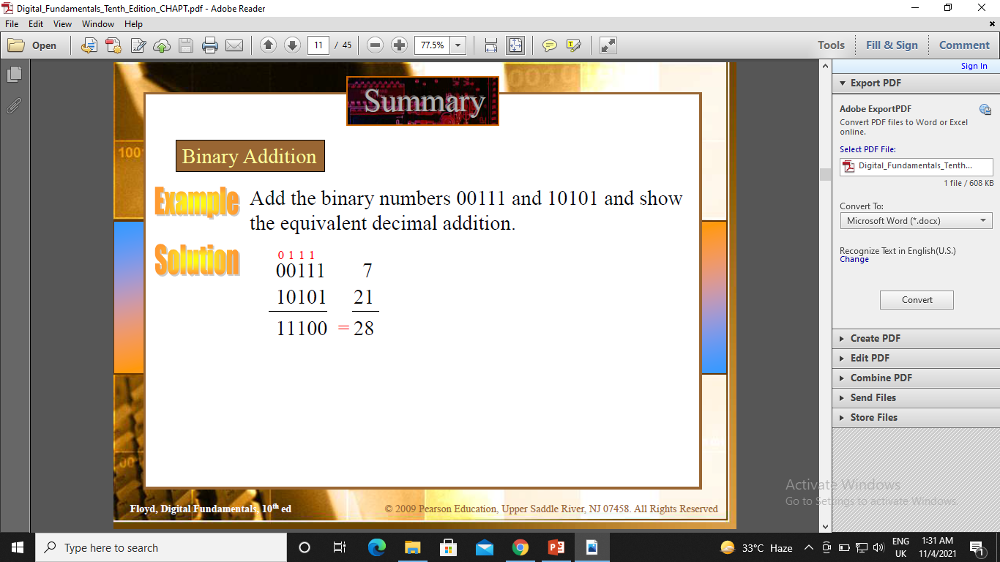 Digital_Fundamentals_Tenth_Edition_CHAPT.pdf - Adobe Reader
File Edit View Window Help
Open 11 / 45 77.5% Tools Fill & Sign Comment
Sign In
Export PDF
Adobe ExportPDF
Convert PDF files to Word or Excel
online.
Select PDF File:
Digital_Fundamentals_Tenth...
1 file / 608 KB
Convert To:
Microsoft Word (*.docx)
Recognize Text in English(U.S.)
Change
Convert
Create PDF
Edit PDF
Combine PDF
Send Files
Store Files
Summary
Binary Addition
Example Add the binary numbers 00111 and 10101 and show
the equivalent decimal addition.
Solution
0 1 1 1
00111 7
10101 21
11100 = 28
Floyd, Digital Fundamentals, 10th ed © 2009 Pearson Education, Upper Saddle River, NJ 07458. All Rights Reserved
Activate Windows
Go to Settings to activate Windows.
Type here to search 33°C Haze ENG 1:31 AM
UK 11/4/2021 1